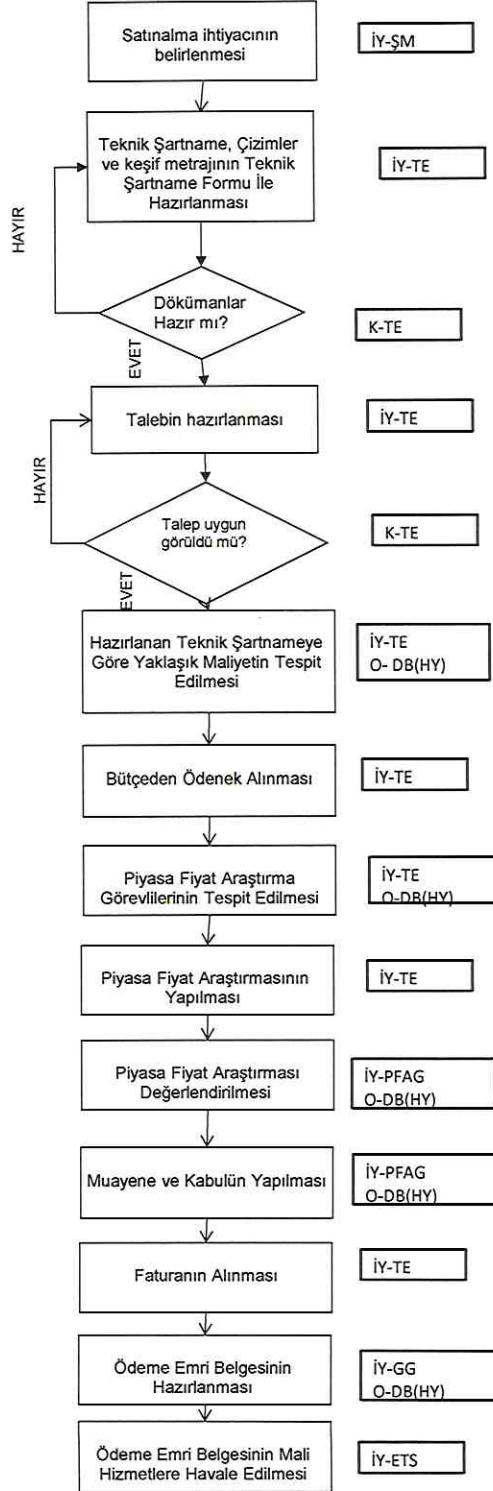 Satınalma ihtiyacının
belirlenmesi
İY-ŞM
Teknik Şartname, Çizimler
ve keşif metrajının Teknik
Şartname Formu İle
Hazırlanması
İY-TE
HAYIR
Dökümanlar
Hazır mı?
K-TE
EVET
Talebin hazırlanması
İY-TE
HAYIR
Talep uygun
görüldü mü?
K-TE
EVET
Hazırlanan Teknik Şartnameye
Göre Yaklaşık Maliyetin Tespit
Edilmesi
İY-TE
O- DB(HY)
Bütçeden Ödenek Alınması
İY-TE
Piyasa Fiyat Araştırma
Görevlilerinin Tespit Edilmesi
İY-TE
O-DB(HY)
Piyasa Fiyat Araştırmasının
Yapılması
İY-TE
Piyasa Fiyat Araştırması
Değerlendirilmesi
İY-PFAG
O-DB(HY)
Muayene ve Kabulün Yapılması
İY-PFAG
O-DB(HY)
Faturanın Alınması
İY-TE
Ödeme Emri Belgesinin
Hazırlanması
İY-GG
O-DB(HY)
Ödeme Emri Belgesinin Mali
Hizmetlere Havale Edilmesi
İY-ETS